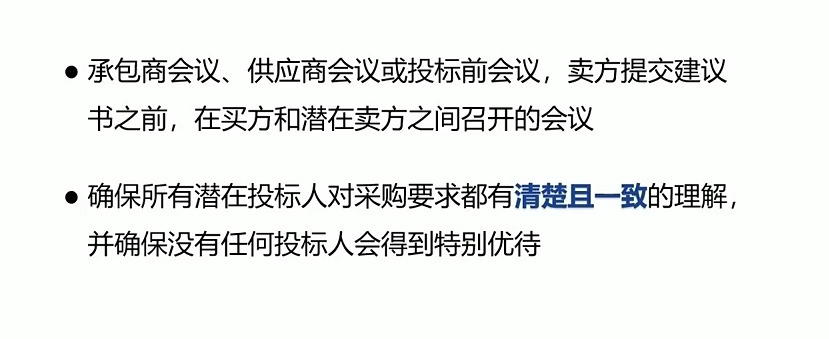 ● 承包商会议、供应商会议或投标前会议，卖方提交建议
书之前，在买方和潜在卖方之间召开的会议
● 确保所有潜在投标人对采购要求都有清楚且一致的理解，
并确保没有任何投标人会得到特别优待